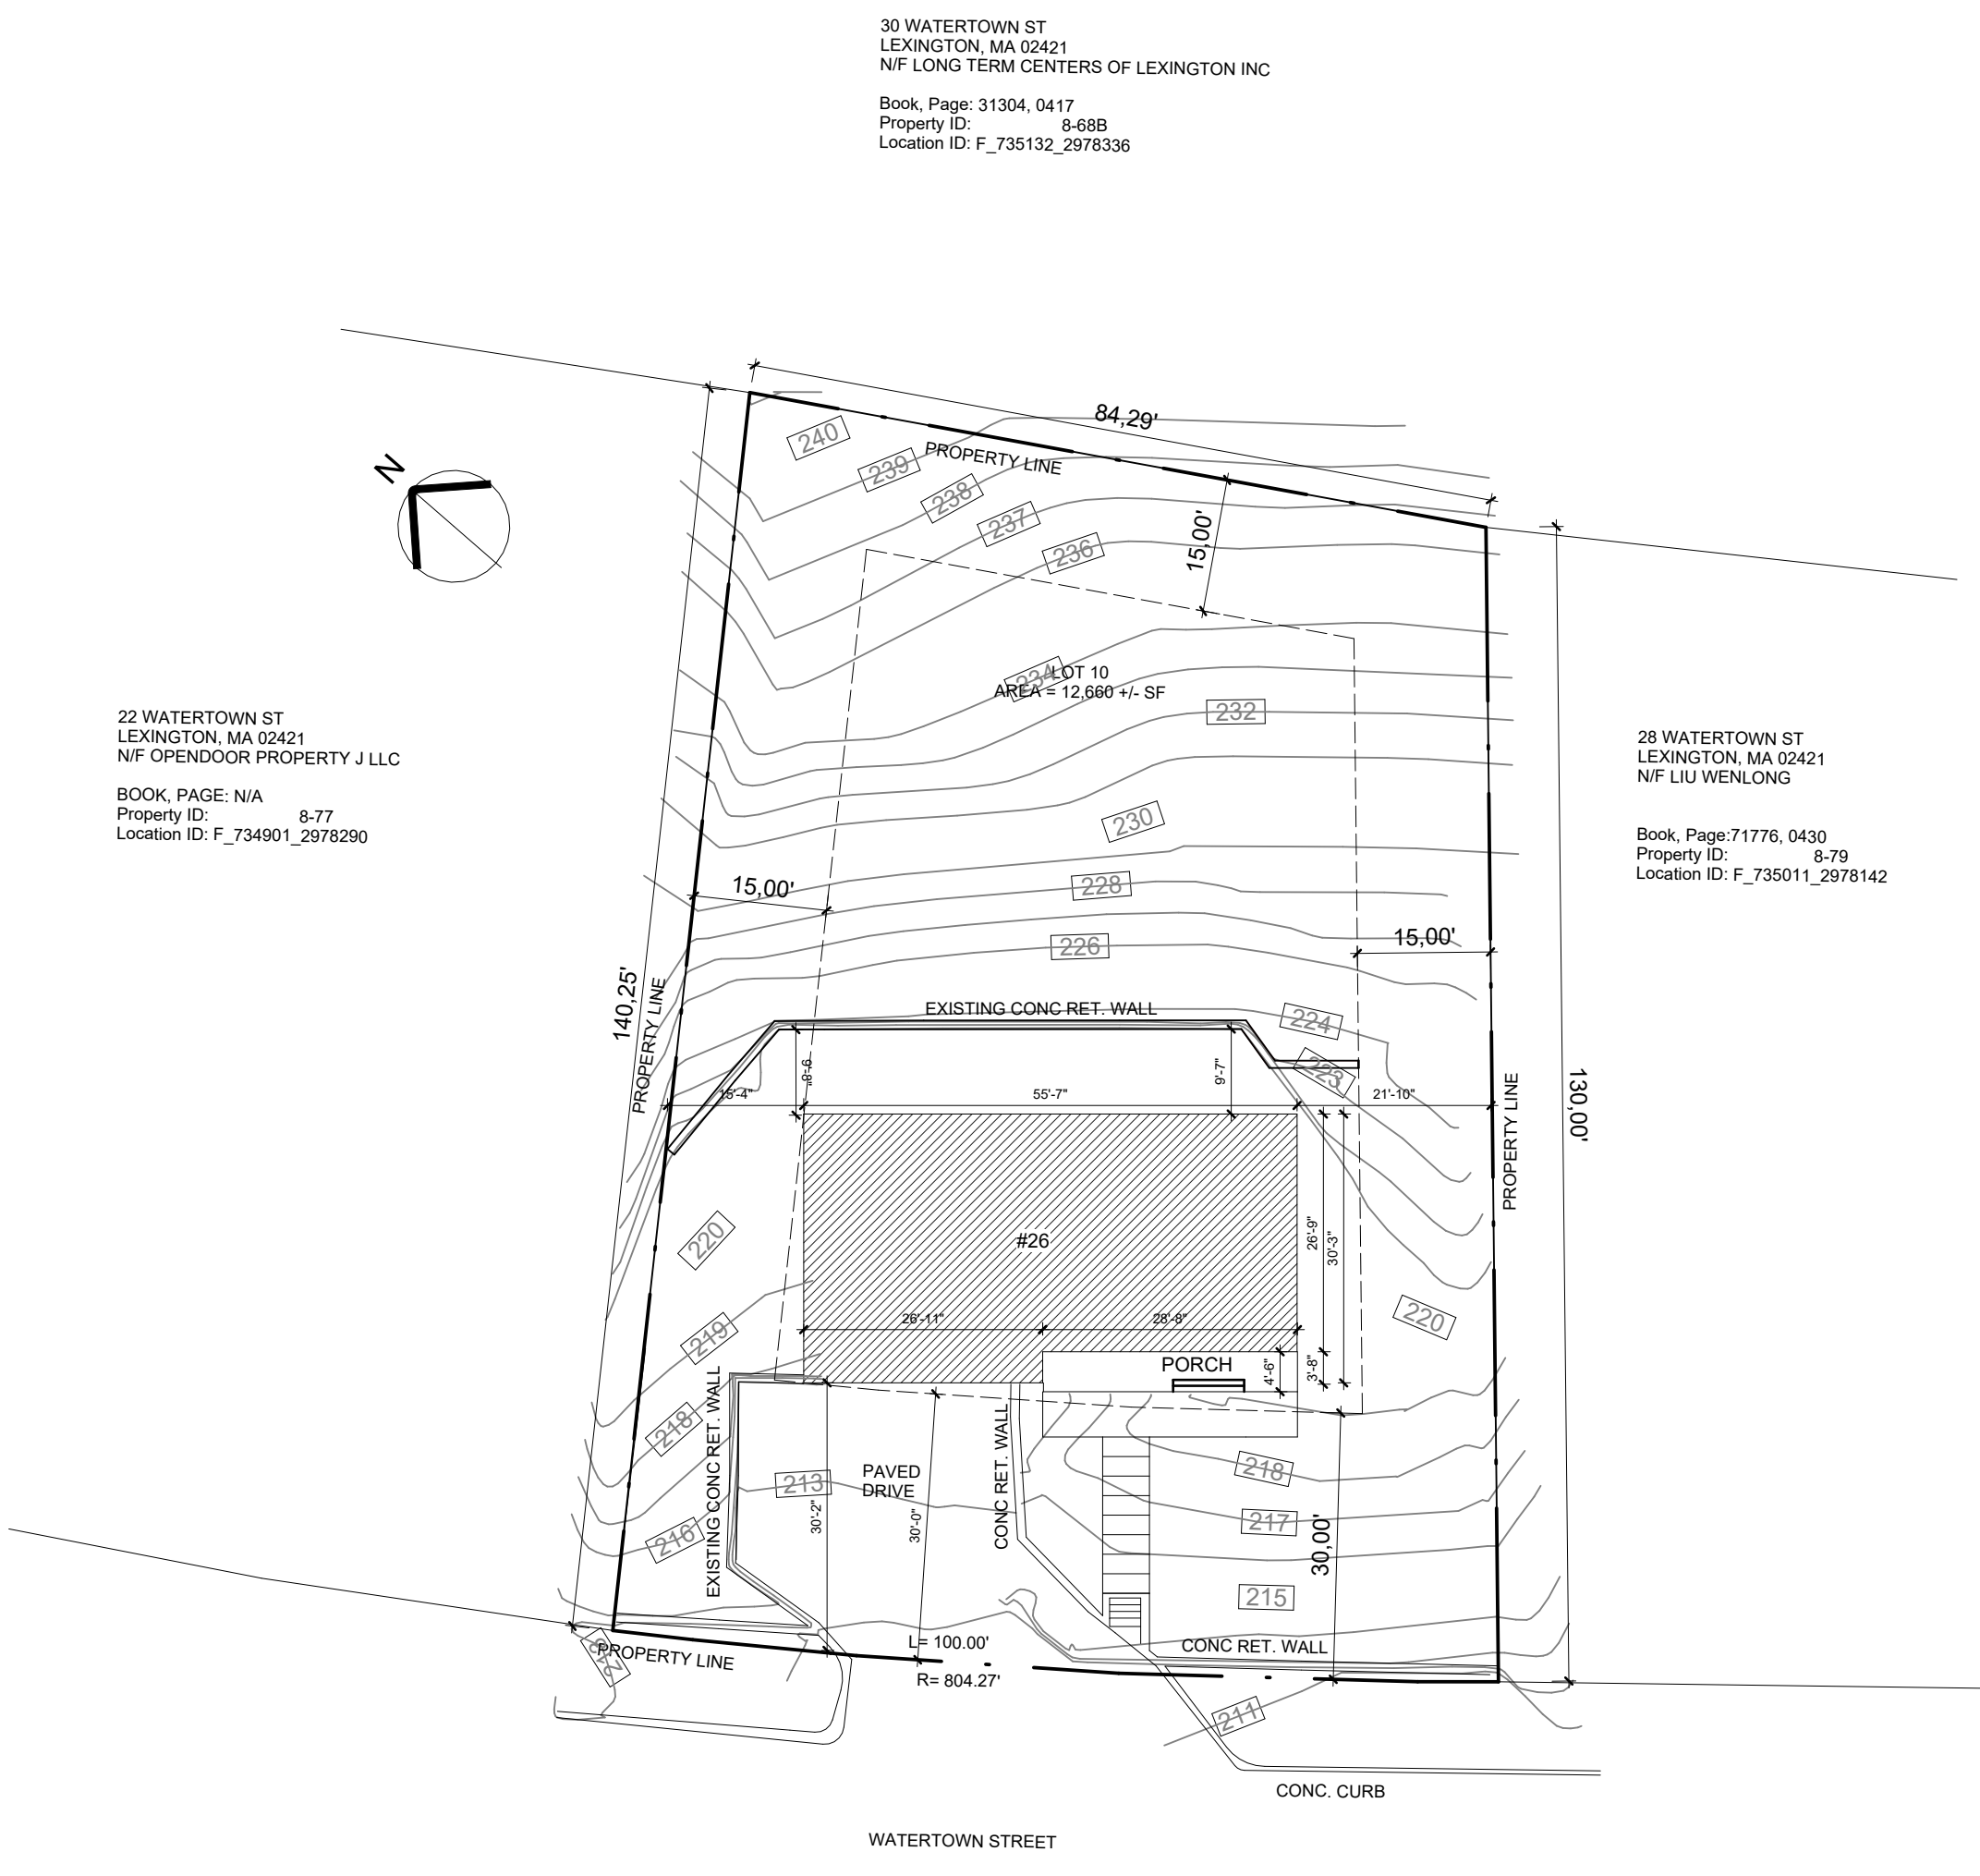 30 WATERTOWN ST
LEXINGTON, MA 02421
N/F LONG TERM CENTERS OF LEXINGTON INC
Book, Page: 31304, 0417
Property ID: 8-68B
Location ID: F_735132_2978336
84,29'
240
PROPERTY LINE
239
238
237
236
N
15,00'
234
LOT 10
AREA = 12,660 +/- SF
232
22 WATERTOWN ST
LEXINGTON, MA 02421
N/F OPENDOOR PROPERTY J LLC
BOOK, PAGE: N/A
Property ID: 8-77
Location ID: F_734901_2978290
28 WATERTOWN ST
LEXINGTON, MA 02421
N/F LIU WENLONG
Book, Page:71776, 0430
Property ID: 8-79
Location ID: F_735011_2978142
230
15,00'
228
15,00'
226
140,25'
PROPERTY LINE
EXISTING CONC RET. WALL
224
223
9'-8"
9'-7"
15'-4"
55'-7"
21'-10"
130,00'
PROPERTY LINE
220
#26
26'-9"
30'-3"
26'-11"
28'-8"
220
219
PORCH
4'-6"
3'-8"
218
EXISTING CONC RET. WALL
213
PAVED
DRIVE
CONC RET. WALL
218
30'-2"
30'-0"
217
30,00'
216
215
L= 100.00'
CONC RET. WALL
PROPERTY LINE
213
R= 804.27'
211
CONC. CURB
WATERTOWN STREET